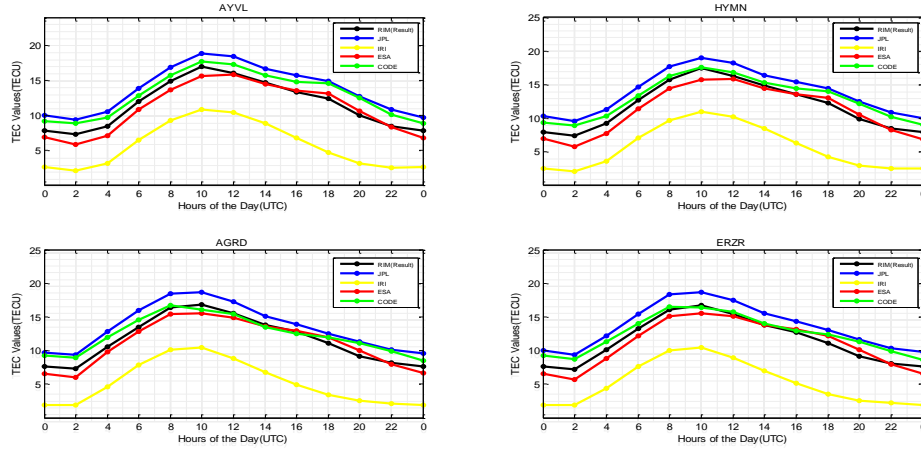 AYVL
TEC Values(TECU)
20
15
10
5
RIM(Result)
JPL
IRI
ESA
CODE
0 2 4 6 8 10 12 14 16 18 20 22 0
Hours of the Day(UTC)
HYMN
TEC Values(TECU)
25
20
15
10
5
RIM(Result)
JPL
IRI
ESA
CODE
0 2 4 6 8 10 12 14 16 18 20 22 0
Hours of the Day(UTC)
AGRD
TEC Values(TECU)
25
20
15
10
5
RIM(Result)
JPL
IRI
ESA
CODE
0 2 4 6 8 10 12 14 16 18 20 22 0
Hours of the Day(UTC)
ERZR
TEC Values(TECU)
25
20
15
10
5
RIM(Result)
JPL
IRI
ESA
CODE
0 2 4 6 8 10 12 14 16 18 20 22 0
Hours of the Day(UTC)